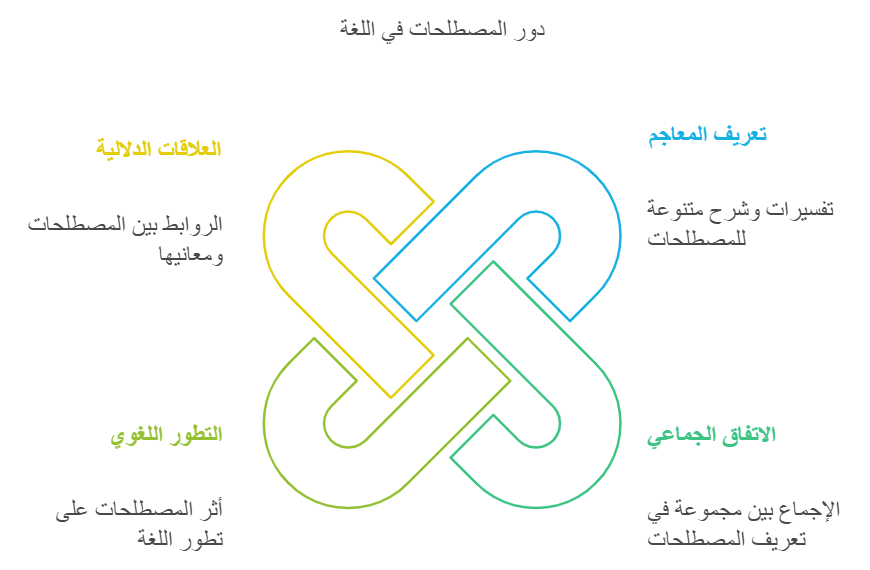 دور المصطلحات في اللغة
تعريف المعاجم
تفسيرات وشرح متنوعة
للمصطلحات
العلاقات الدلالية
الروابط بين المصطلحات
ومعانيها
الاتفاق الجماعي
الإجماع بين مجموعة في
تعريف المصطلحات
التطور اللغوي
أثر المصطلحات على
تطور اللغة